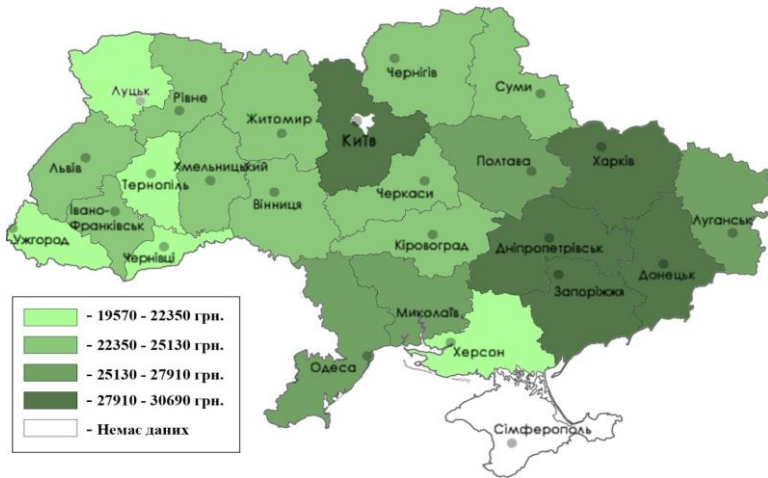 Чернігів
Луцьк
Рівне
Суми
Житомир
Київ
Львів
Тернопіль
Хмельницький
Полтава
Харків
Вінниця
Черкаси
Івано-
Франківськ
Луганськ
Ужгород
Чернівці
Кіровоград
Дніпропетрівськ
Донецьк
Запоріжжя
Миколаїв
Херсон
Одеса
Сімферополь
- 19570 - 22350 грн.
- 22350 - 25130 грн.
- 25130 - 27910 грн.
- 27910 - 30690 грн.
- Немає даних